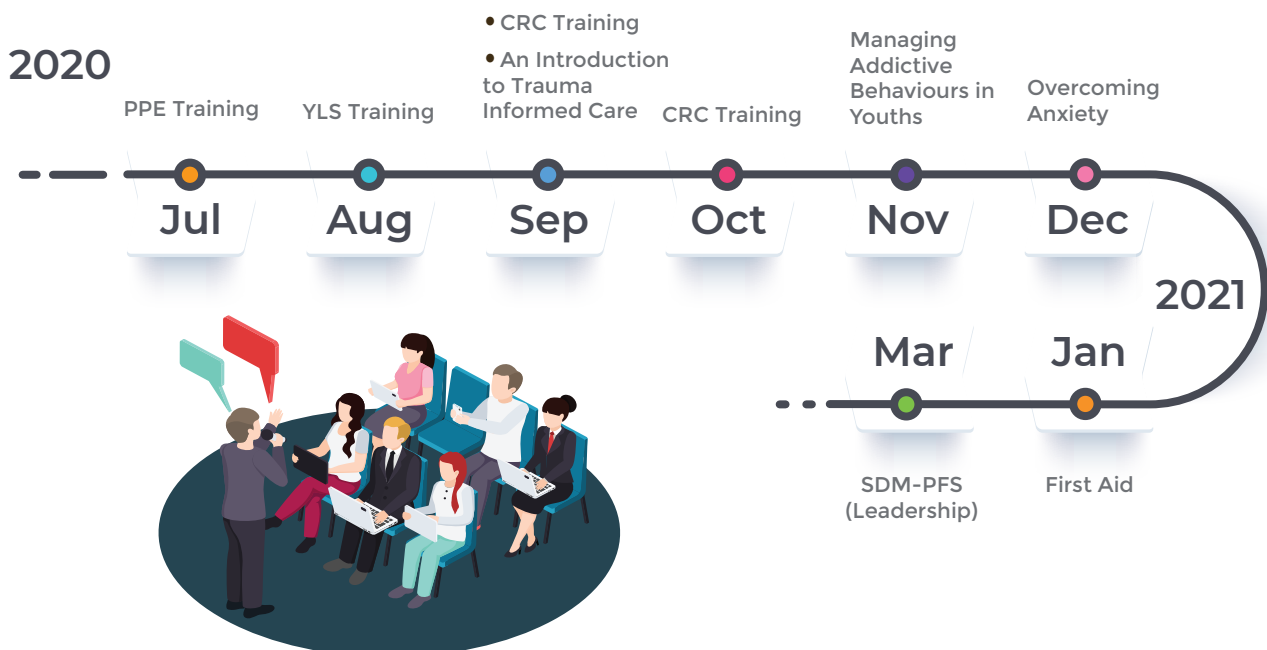 2020
PPE Training
YLS Training
• CRC Training
• An Introduction
to Trauma
Informed Care
CRC Training
Managing
Addictive
Behaviours in
Youths
Overcoming
Anxiety
Jul
Aug
Sep
Oct
Nov
Dec
2021
Mar
Jan
SDM-PFS
(Leadership)
First Aid